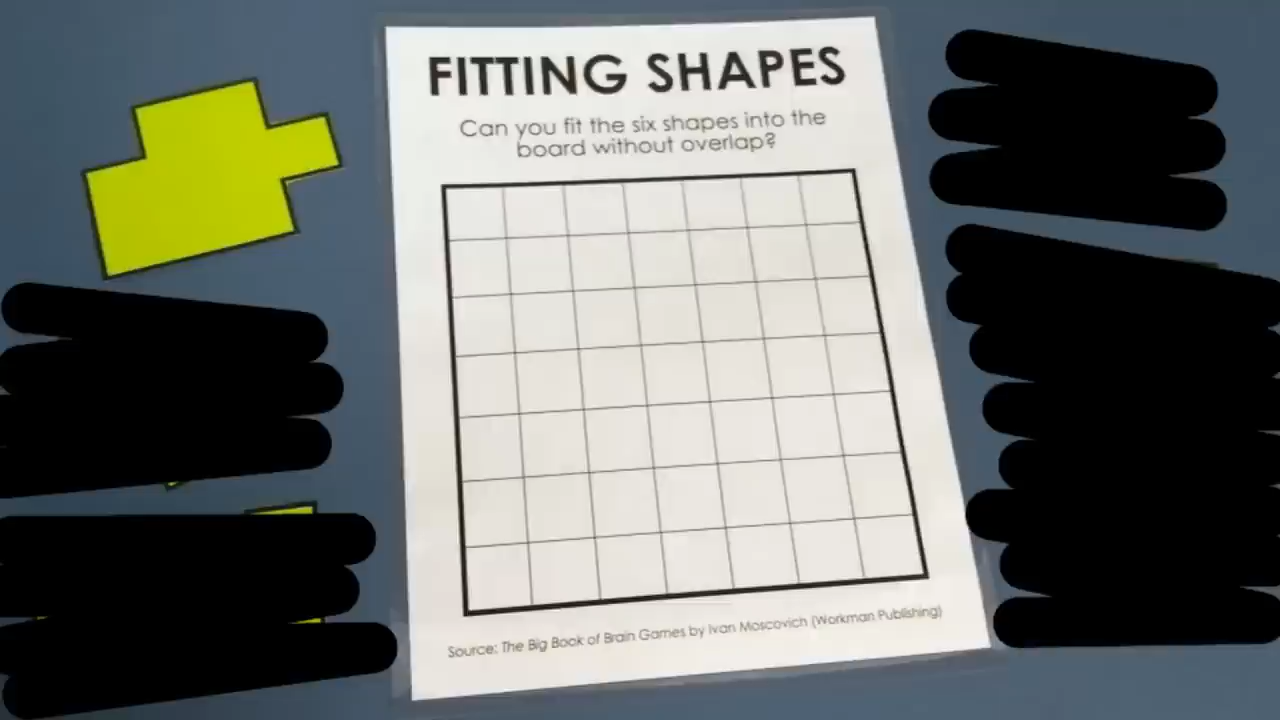 FITTING SHAPES
Can you fit the six shapes into the
board without overlap?
Source: The Big Book of Brain Games by Ivan Moscovich (Workman Publishing)